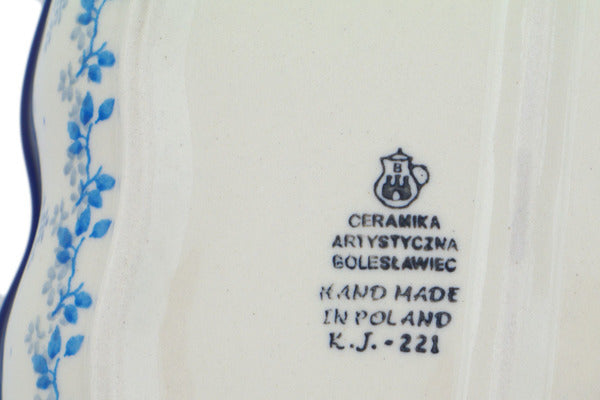 B
CERAMIKA
ARTYSTYCZNA
BOLESŁAWIEC
HAND MADE
IN POLAND
K.J.-221